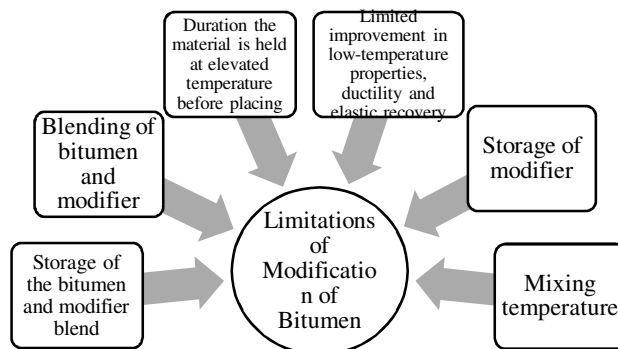 Duration the
material is held
at elevated
temperature
before placing
Limited
improvement in
low-temperature
properties,
ductility and
elastic recovery
Blending of
bitumen
and
modifier
Storage
of modifier
Storage of
the bitumen
and modifier
blend
Limitations
of
Modificatio
n of
Bitumen
Mixing
temperature